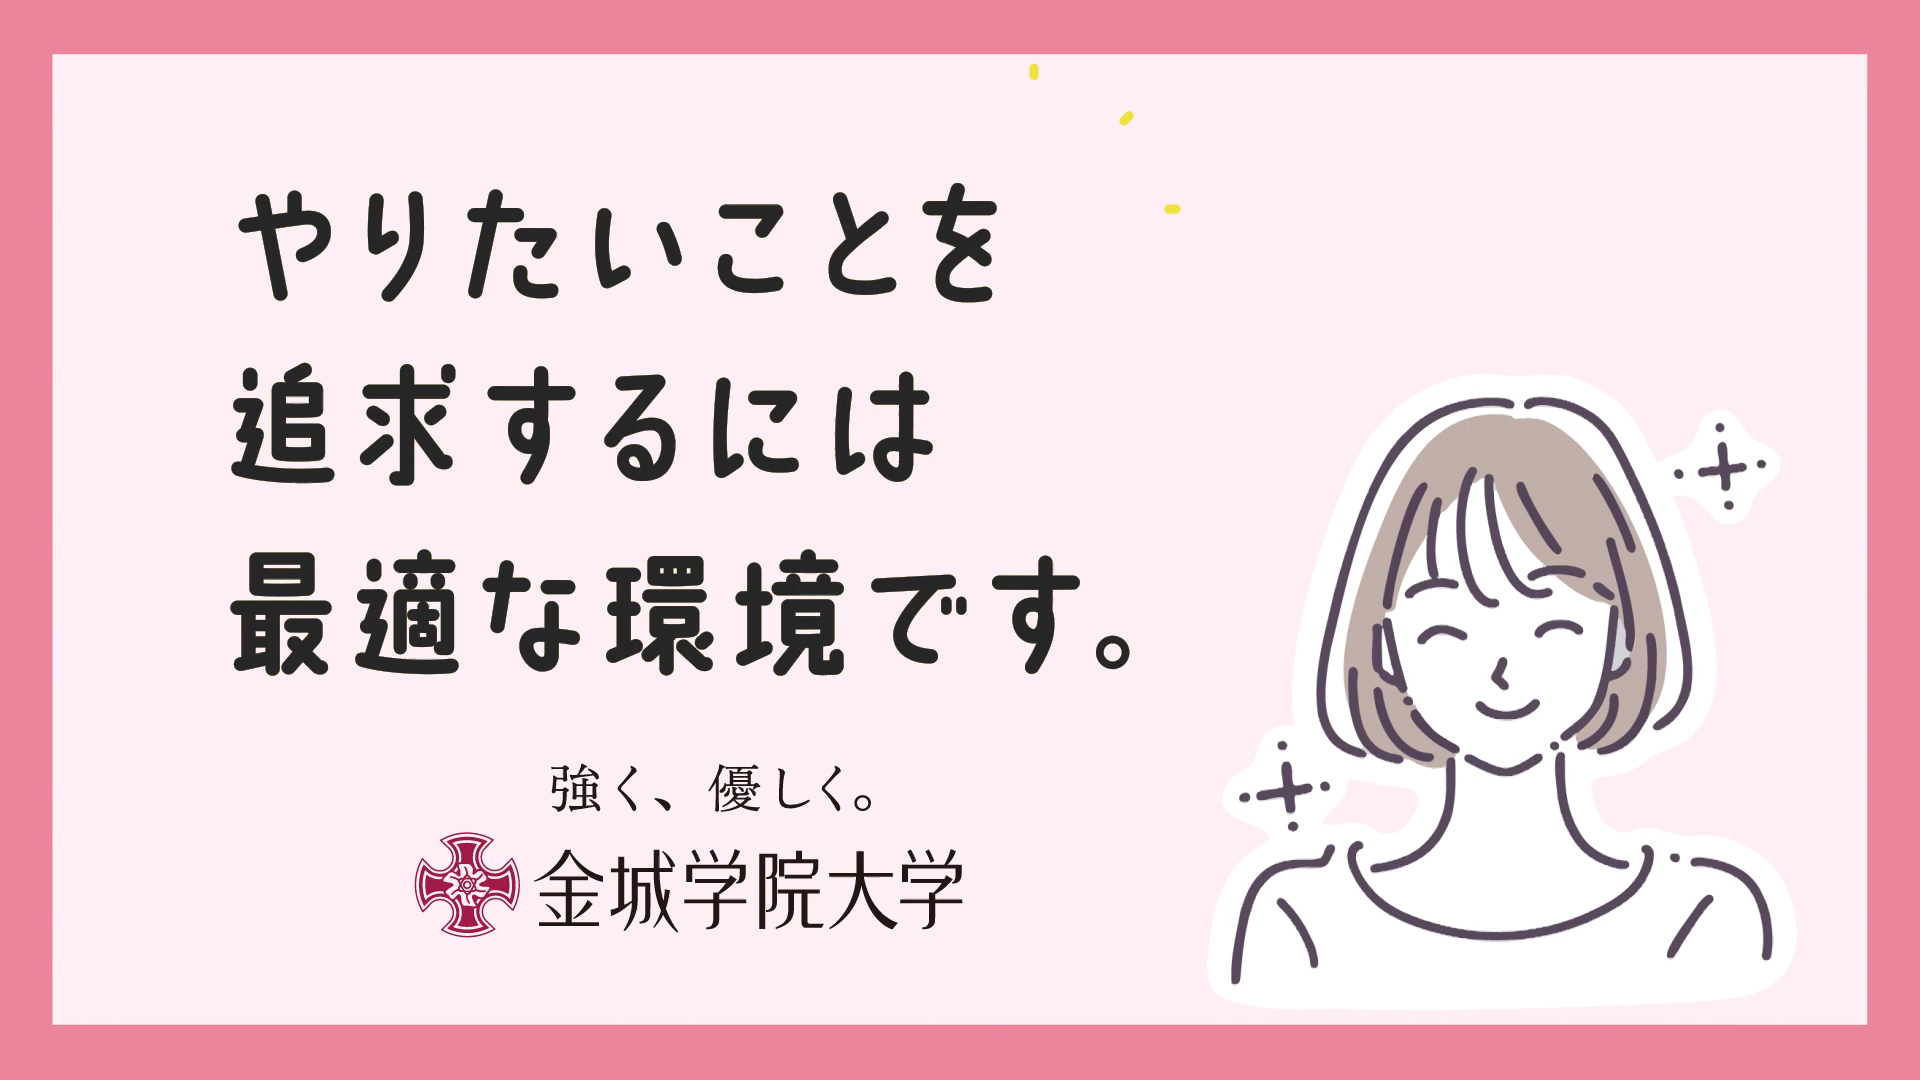 やりたいことを
追求するには
最適な環境です。
強く、優しく。
金城学院大学